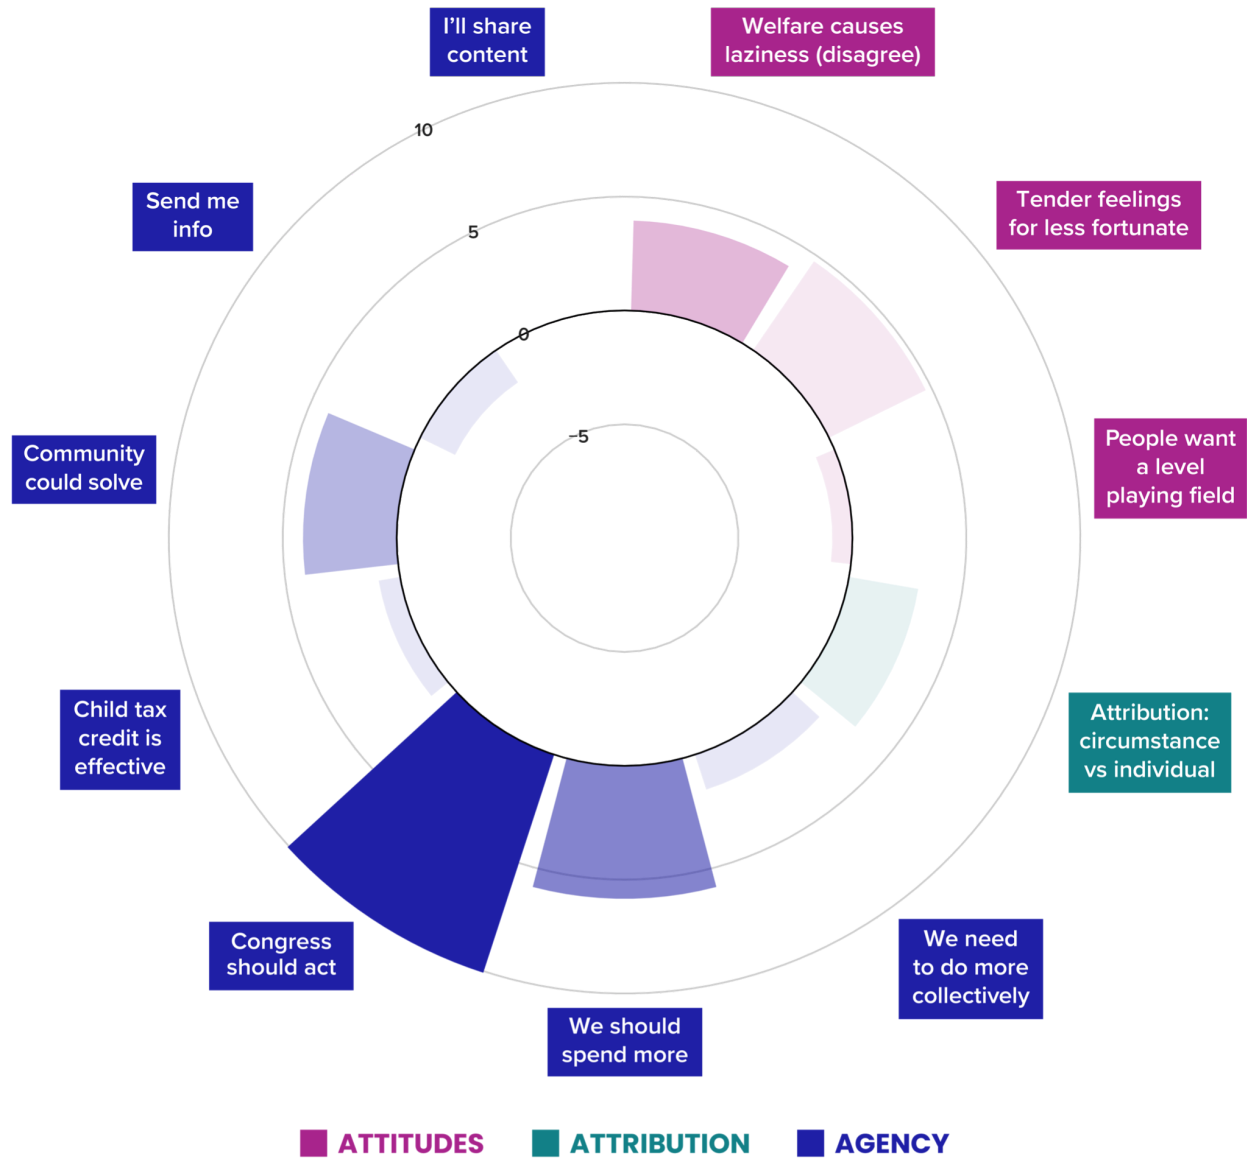 I’ll share
content
Welfare causes
laziness (disagree)
10
Send me
info
Tender feelings
for less fortunate
5
0
−5
Community
could solve
People want
a level
playing field
Child tax
credit is
effective
Attribution:
circumstance
vs individual
Congress
should act
We need
to do more
collectively
We should
spend more
ATTITUDES
ATTRIBUTION
AGENCY